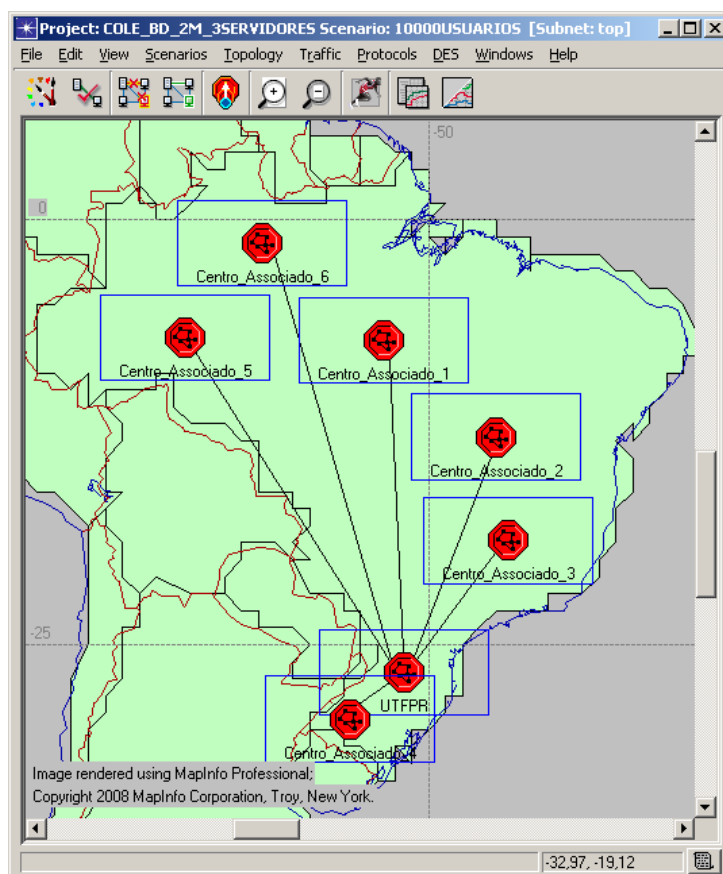 Project: COLE_BD_2M_3SERVIDORES Scenario: 10000USUARIOS [Subnet: top]
File Edit View Scenarios Topology Traffic Protocols DES Windows Help
-50
0
Centro_Associado_6
Centro_Associado_5
Centro_Associado_1
Centro_Associado_2
Centro_Associado_3
-25
UTFPR
Centro_Associado_4
Image rendered using MapInfo Professional;
Copyright 2008 MapInfo Corporation, Troy, New York.
-32,97, -19,12